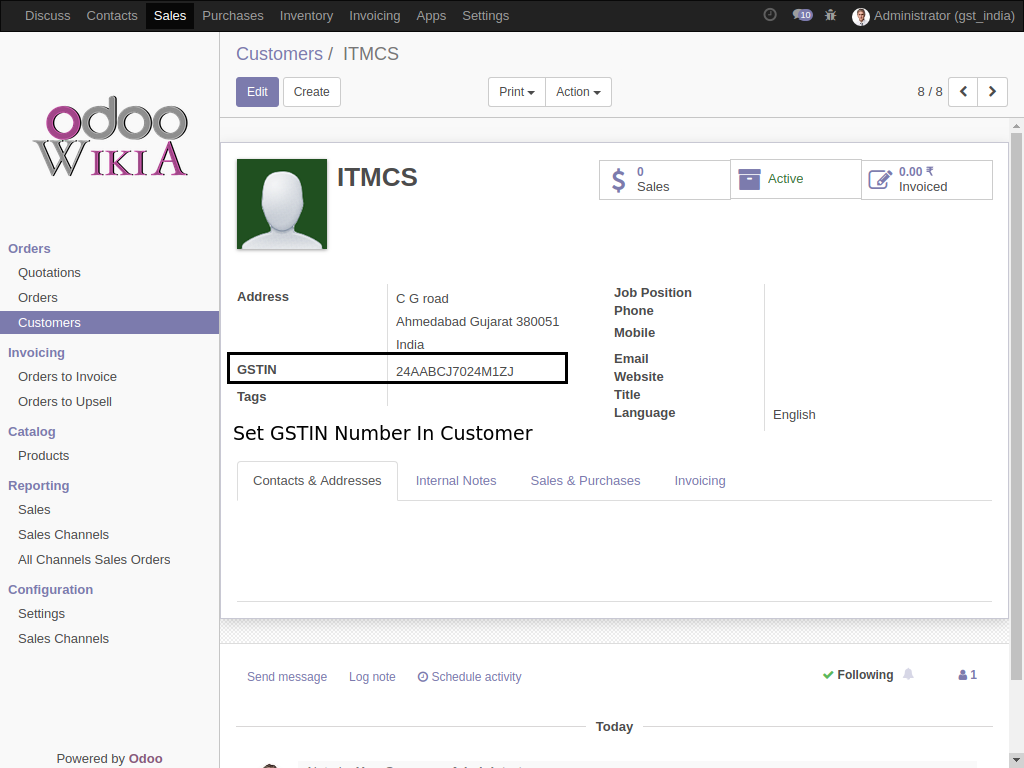 Discuss Contacts Sales Purchases Inventory Invoicing Apps Settings 10 Administrator (gst_india)
odoo
WIKIA
Customers / ITMCS
Edit Create Print Action 8 / 8
ITMCS
0
Sales
Active
0.00 ₹
Invoiced
Orders
Quotations
Orders
Customers
Invoicing
Orders to Invoice
Orders to Upsell
Catalog
Products
Reporting
Sales
Sales Channels
All Channels Sales Orders
Configuration
Settings
Sales Channels
Powered by Odoo
Address C G road
Ahmedabad Gujarat 380051
India
GSTIN 24AABCJ7024M1ZJ
Tags
Job Position
Phone
Mobile
Email
Website
Title
Language English
Set GSTIN Number In Customer
Contacts & Addresses Internal Notes Sales & Purchases Invoicing
Send message Log note Schedule activity Following 1
Today